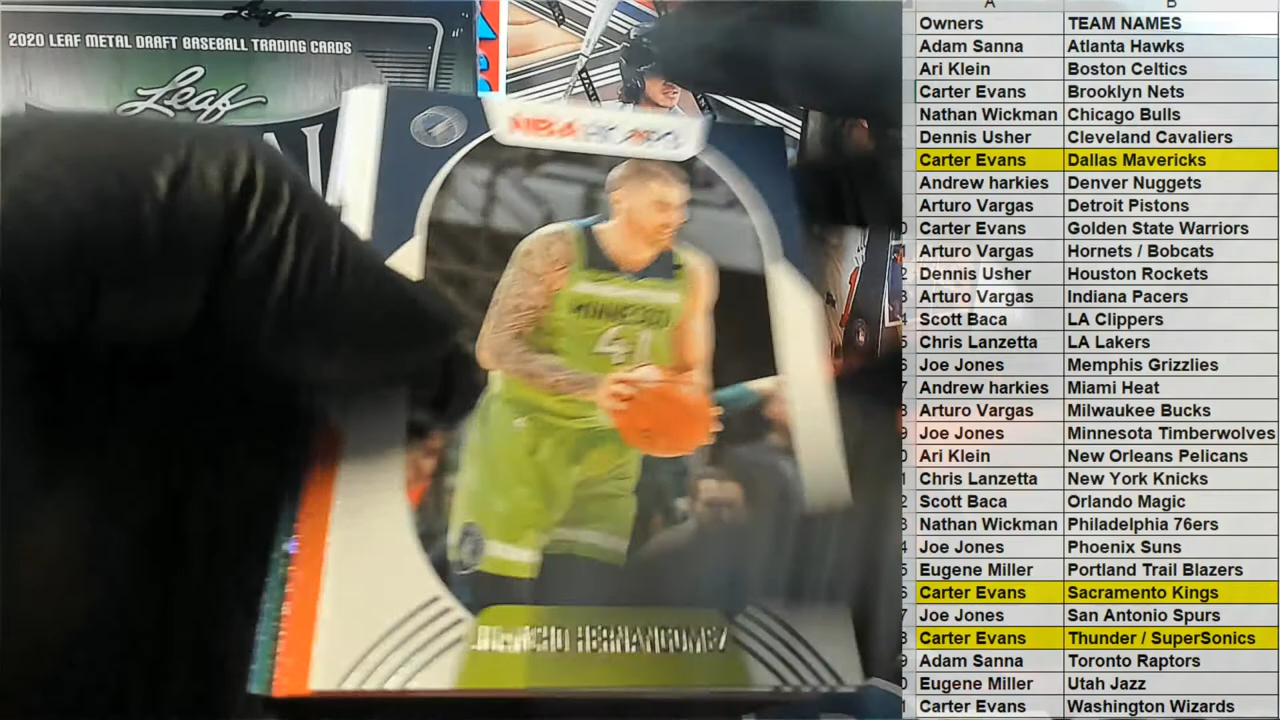 2020 LEAF METAL DRAFT BASEBALL TRADING CARDS
Leaf
NBA HOOPS
41
HERNANGOMEZ
A B
Owners TEAM NAMES
Adam Sanna Atlanta Hawks
Ari Klein Boston Celtics
Carter Evans Brooklyn Nets
Nathan Wickman Chicago Bulls
Dennis Usher Cleveland Cavaliers
Carter Evans Dallas Mavericks
Andrew harkies Denver Nuggets
Arturo Vargas Detroit Pistons
Carter Evans Golden State Warriors
Arturo Vargas Hornets / Bobcats
Dennis Usher Houston Rockets
Arturo Vargas Indiana Pacers
Scott Baca LA Clippers
Chris Lanzetta LA Lakers
Joe Jones Memphis Grizzlies
Andrew harkies Miami Heat
Arturo Vargas Milwaukee Bucks
Joe Jones Minnesota Timberwolves
Ari Klein New Orleans Pelicans
Chris Lanzetta New York Knicks
Scott Baca Orlando Magic
Nathan Wickman Philadelphia 76ers
Joe Jones Phoenix Suns
Eugene Miller Portland Trail Blazers
Carter Evans Sacramento Kings
Joe Jones San Antonio Spurs
Carter Evans Thunder / SuperSonics
Adam Sanna Toronto Raptors
Eugene Miller Utah Jazz
Carter Evans Washington Wizards